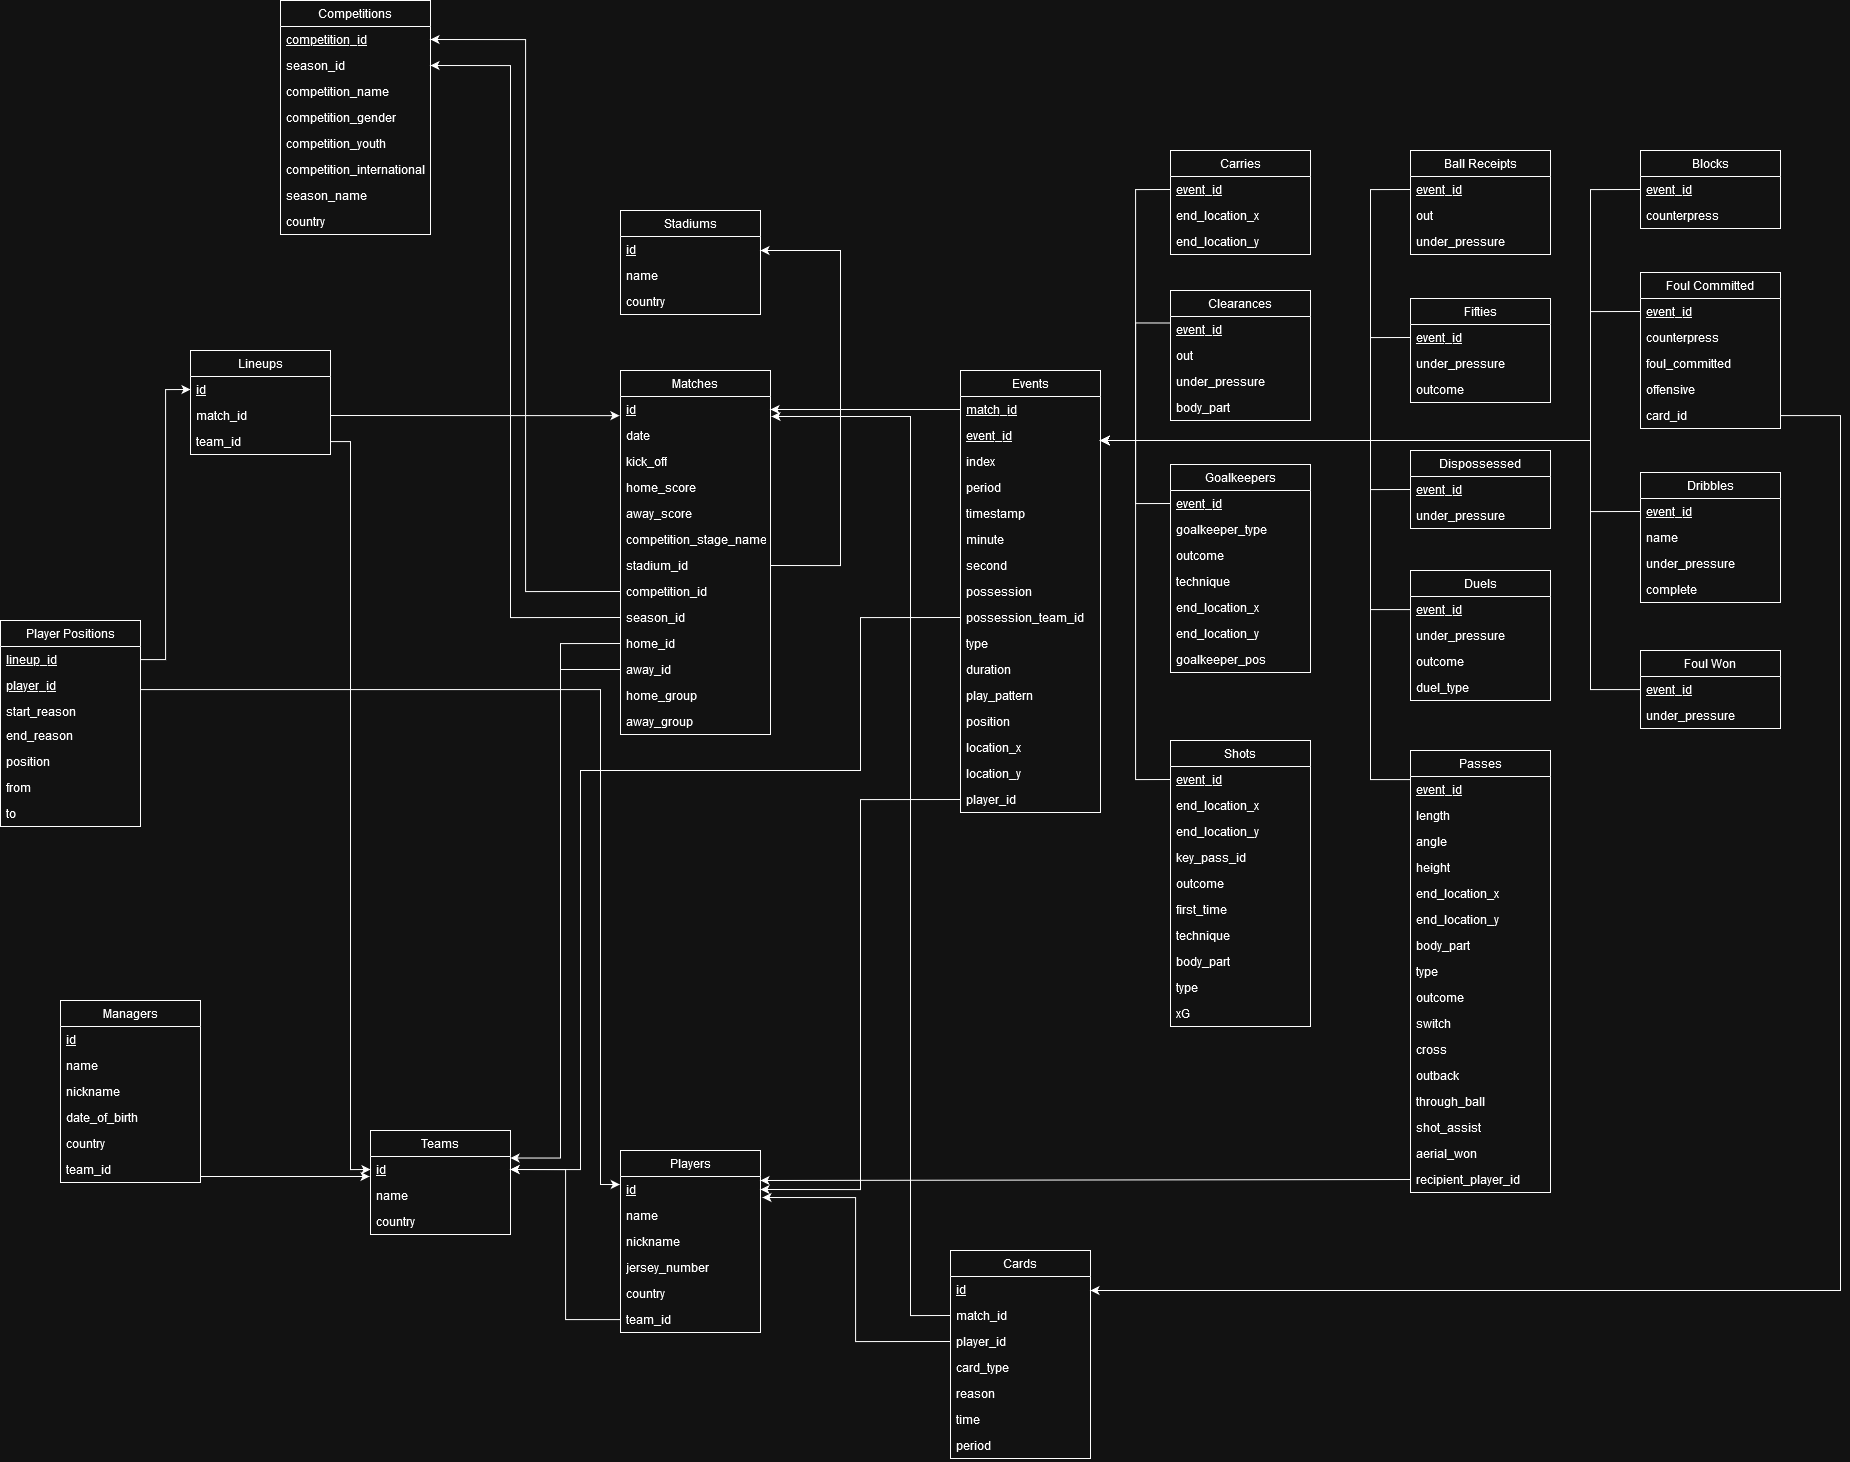 Competitions
competition_id
season_id
competition_name
competition_gender
competition_youth
competition_international
season_name
country
Stadiums
id
name
country
Lineups
id
match_id
team_id
Matches
id
date
kick_off
home_score
away_score
competition_stage_name
stadium_id
competition_id
season_id
home_id
away_id
home_group
away_group
Player Positions
lineup_id
player_id
start_reason
end_reason
position
from
to
Managers
id
name
nickname
date_of_birth
country
team_id
Teams
id
name
country
Players
id
name
nickname
jersey_number
country
team_id
Events
match_id
event_id
index
period
timestamp
minute
second
possession
possession_team_id
type
duration
play_pattern
position
location_x
location_y
player_id
Cards
id
match_id
player_id
card_type
reason
time
period
Carries
event_id
end_location_x
end_location_y
Clearances
event_id
out
under_pressure
body_part
Goalkeepers
event_id
goalkeeper_type
outcome
technique
end_location_x
end_location_y
goalkeeper_pos
Shots
event_id
end_location_x
end_location_y
key_pass_id
outcome
first_time
technique
body_part
type
xG
Ball Receipts
event_id
out
under_pressure
Fifties
event_id
under_pressure
outcome
Dispossessed
event_id
under_pressure
Duels
event_id
under_pressure
outcome
duel_type
Passes
event_id
length
angle
height
end_location_x
end_location_y
body_part
type
outcome
switch
cross
outback
through_ball
shot_assist
aerial_won
recipient_player_id
Blocks
event_id
counterpress
Foul Committed
event_id
counterpress
foul_committed
offensive
card_id
Dribbles
event_id
name
under_pressure
complete
Foul Won
event_id
under_pressure